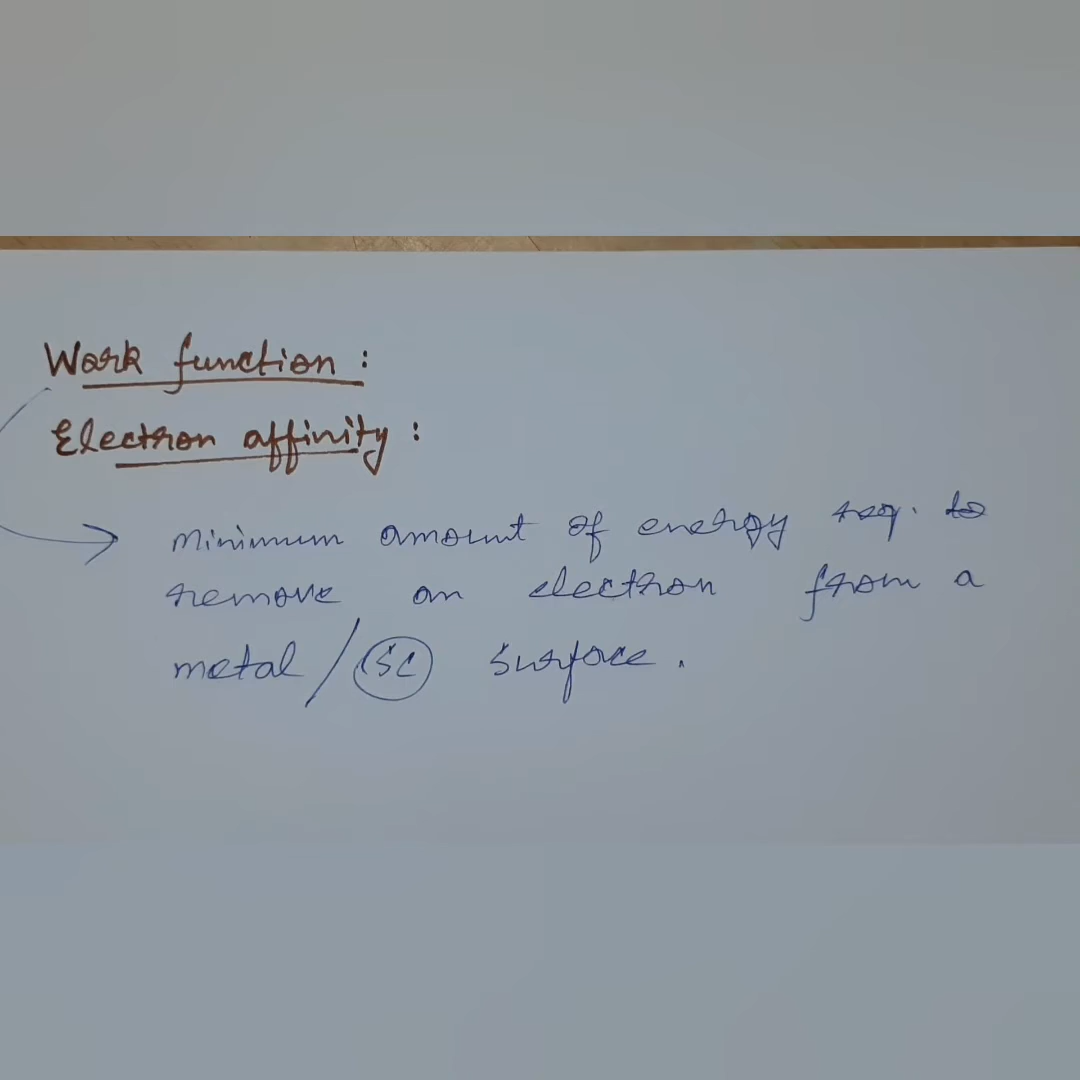 Work function :
Electron affinity :
Minimum amount of energy req. to
remove an electron from a
metal / SC surface.